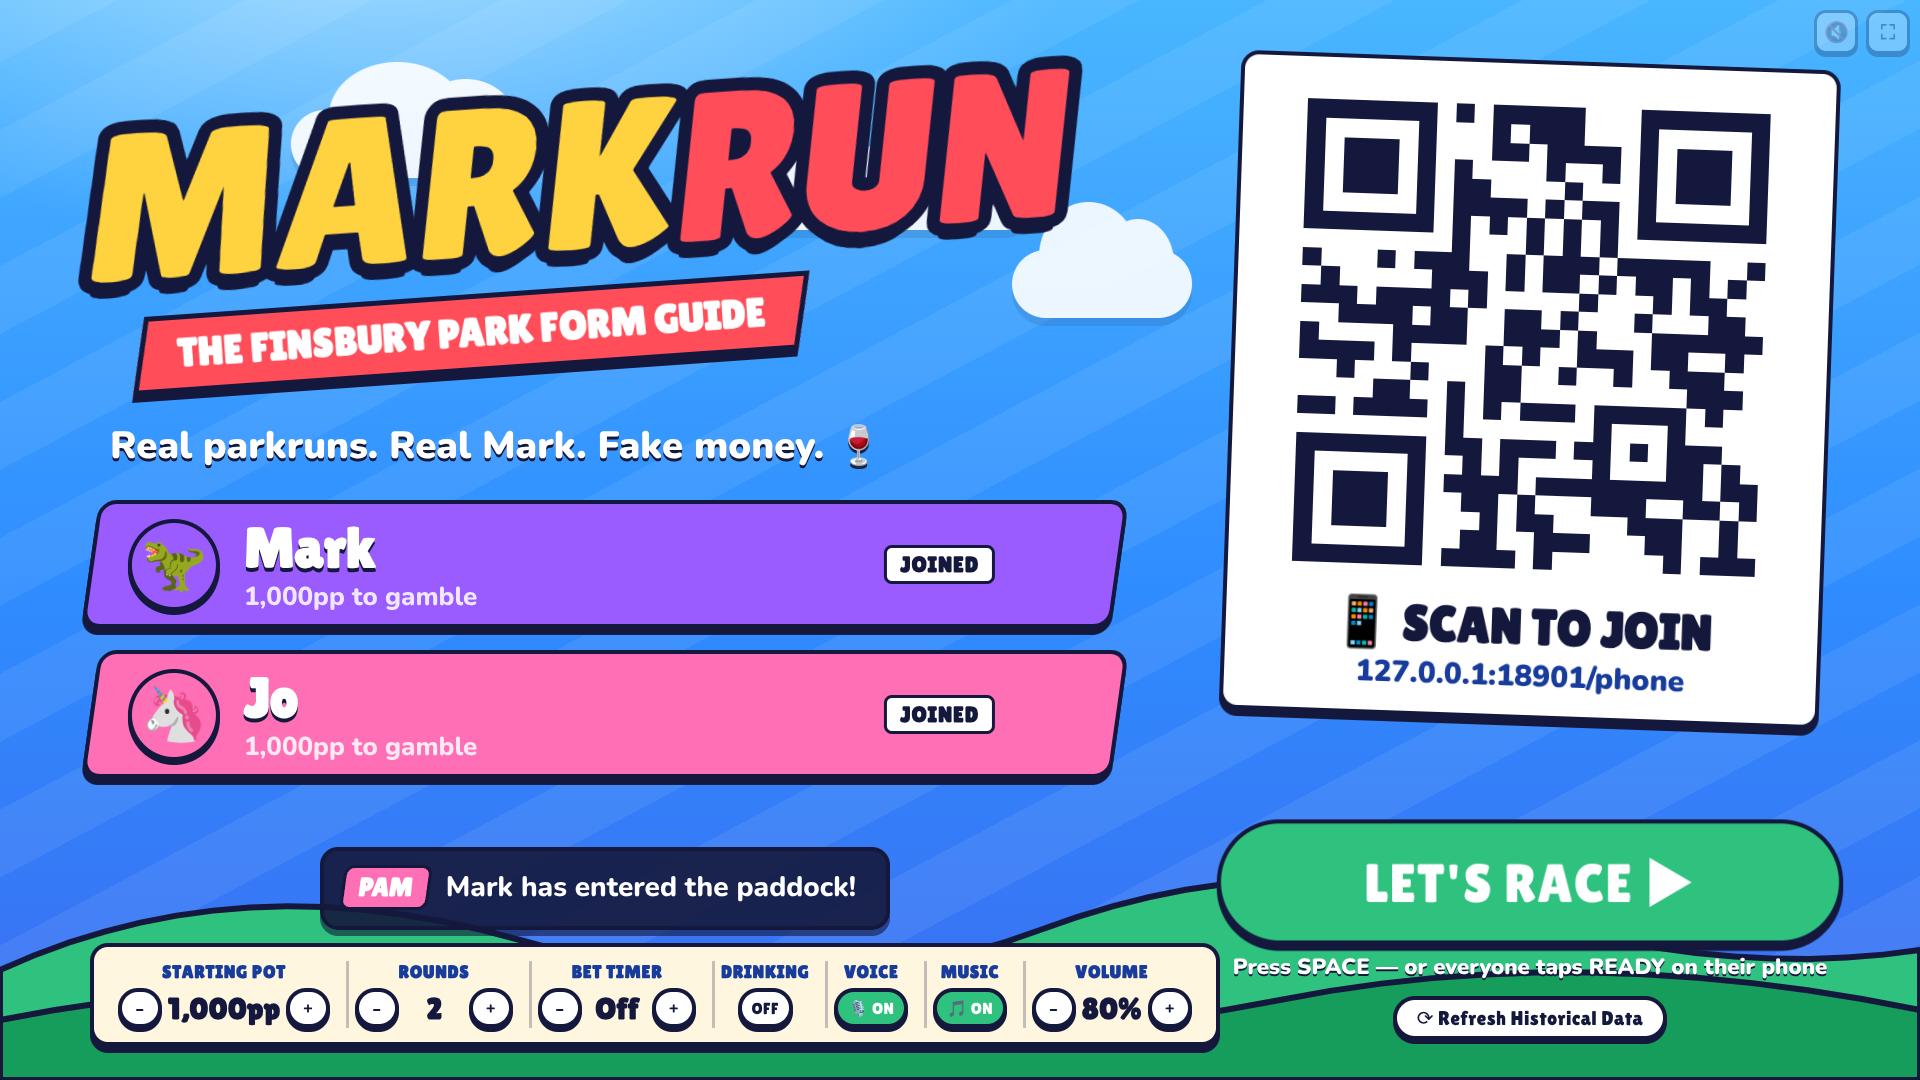 MARKRUN
THE FINSBURY PARK FORM GUIDE
Real parkruns. Real Mark. Fake money.
Mark
1,000pp to gamble
JOINED
Jo
1,000pp to gamble
JOINED
SCAN TO JOIN
127.0.0.1:18901/phone
PAM Mark has entered the paddock!
LET'S RACE
Press SPACE — or everyone taps READY on their phone
Refresh Historical Data
STARTING POT
– 1,000pp +
ROUNDS
– 2 +
BET TIMER
– Off +
DRINKING
OFF
VOICE
ON
MUSIC
ON
VOLUME
– 80% +